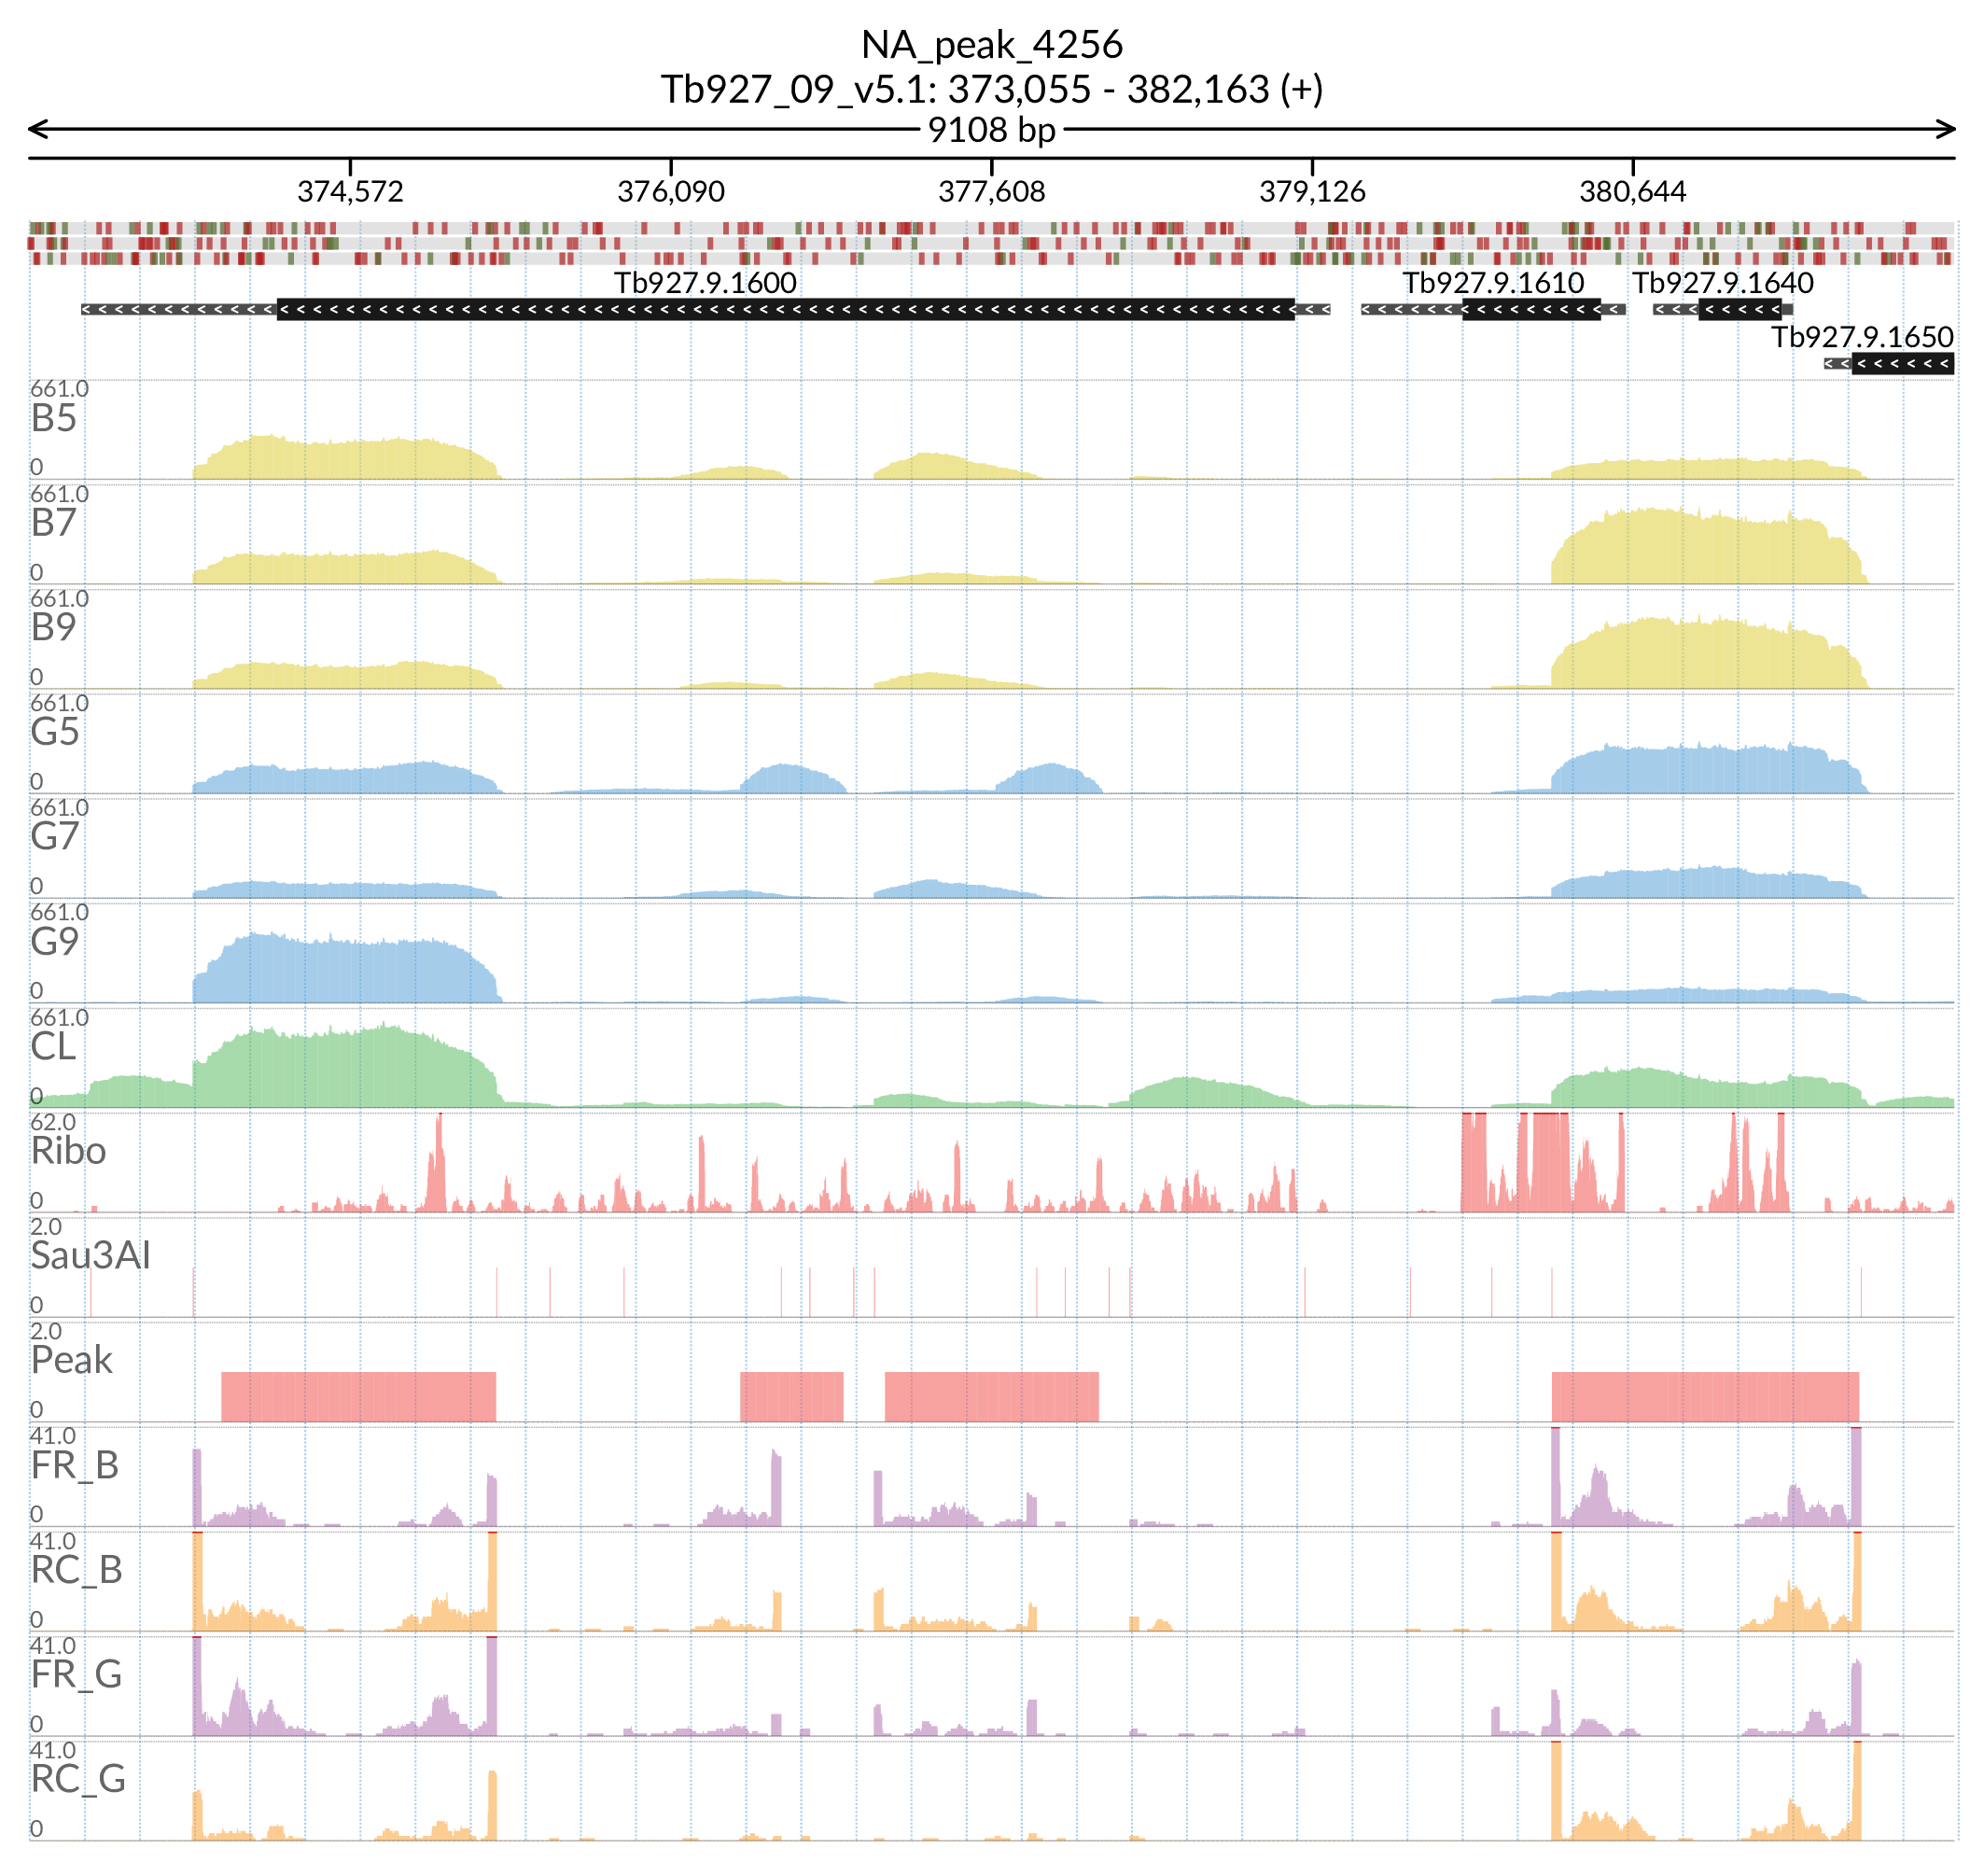 NA_peak_4256
Tb927_09_v5.1: 373,055 - 382,163 (+)
9108 bp
374,572 376,090 377,608 379,126 380,644
Tb927.9.1600 Tb927.9.1610 Tb927.9.1640
Tb927.9.1650
661.0
B5
0
661.0
B7
0
661.0
B9
0
661.0
G5
0
661.0
G7
0
661.0
G9
0
661.0
CL
0
62.0
Ribo
0
2.0
Sau3AI
0
2.0
Peak
0
41.0
FR_B
0
41.0
RC_B
0
41.0
FR_G
0
41.0
RC_G
0